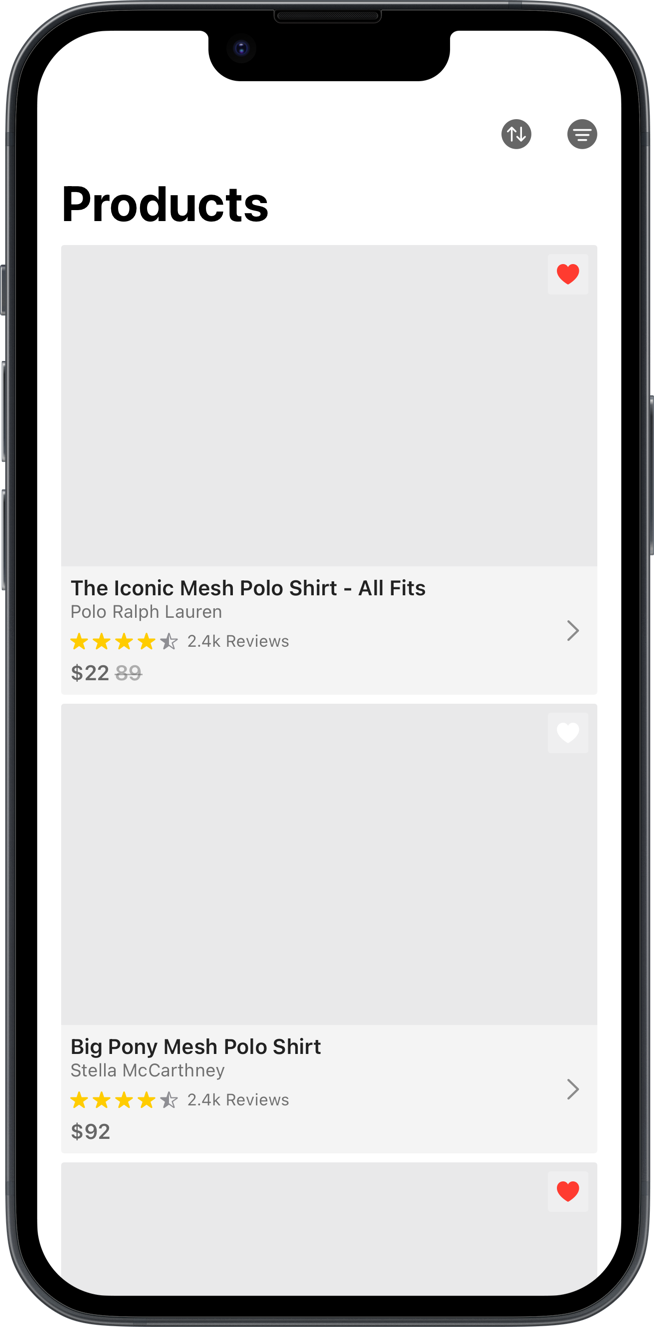 Products
The Iconic Mesh Polo Shirt - All Fits
Polo Ralph Lauren
2.4k Reviews
$22 89
Big Pony Mesh Polo Shirt
Stella McCarthney
2.4k Reviews
$92